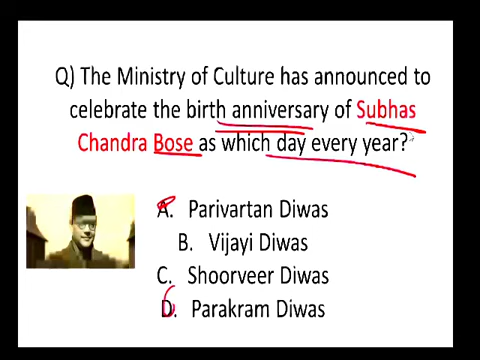 Q) The Ministry of Culture has announced to
celebrate the birth anniversary of Subhas
Chandra Bose as which day every year?
A. Parivartan Diwas
B. Vijayi Diwas
C. Shoorveer Diwas
D. Parakram Diwas